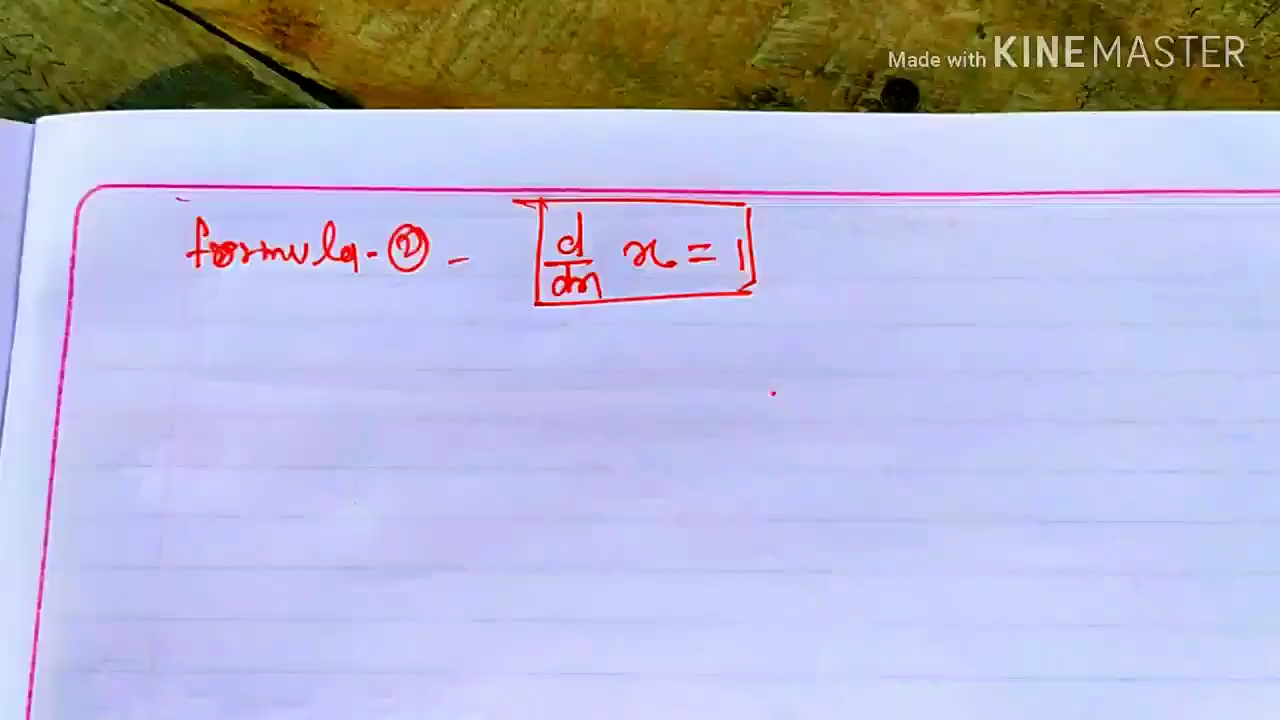 Made with KINEMASTER
formula-② - d/dx x = 1